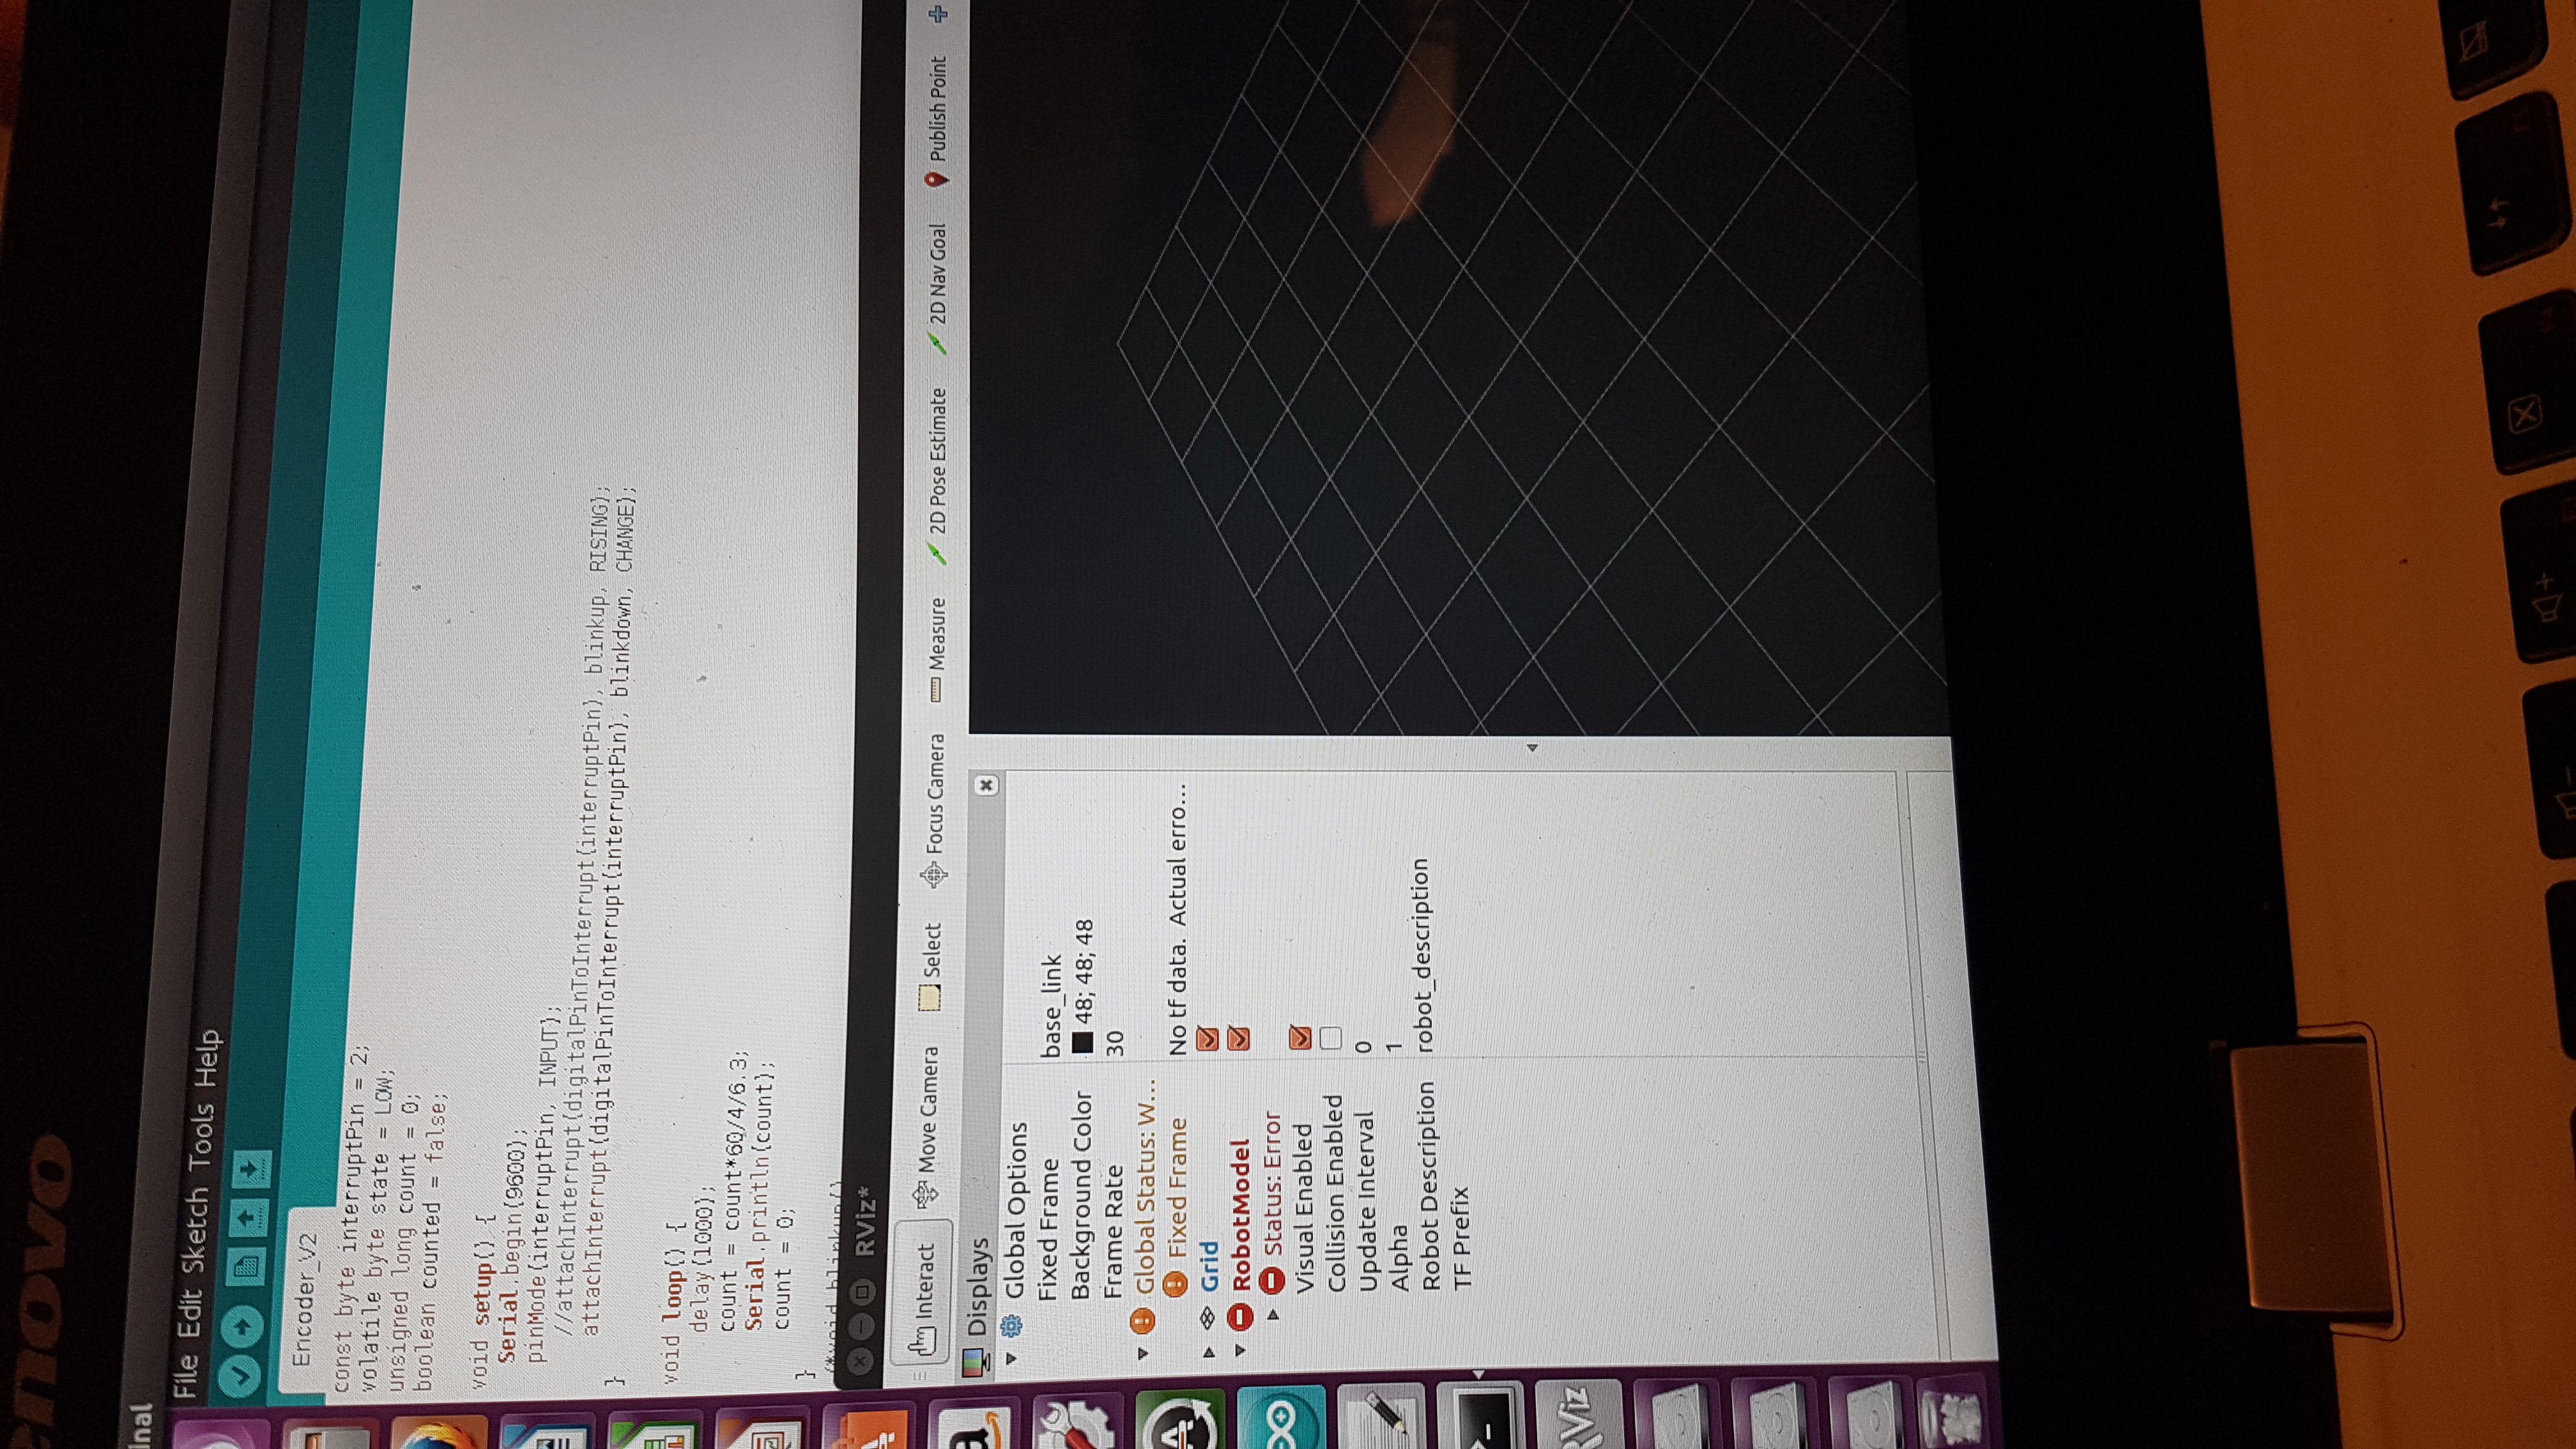 enovo
inal
File Edit Sketch Tools Help
Encoder_V2
const byte interruptPin = 2;
volatile byte state = LOW;
unsigned long count = 0;
boolean counted = false;
void setup() {
Serial.begin(9600);
pinMode(interruptPin, INPUT);
//attachInterrupt(digitalPinToInterrupt(interruptPin), blinkup, RISING);
attachInterrupt(digitalPinToInterrupt(interruptPin), blinkdown, CHANGE);
}
void loop() {
delay(1000);
count = count*60/4/6.3;
Serial.println(count);
count = 0;
}
/*void blinkup()
RViz*
Interact Move Camera Select Focus Camera Measure 2D Pose Estimate 2D Nav Goal Publish Point
Displays
Global Options
Fixed Frame base_link
Background Color 48; 48; 48
Frame Rate 30
Global Status: W...
Fixed Frame No tf data. Actual erro...
Grid
RobotModel
Status: Error
Visual Enabled
Collision Enabled
Update Interval 0
Alpha 1
Robot Description robot_description
TF Prefix
RViz